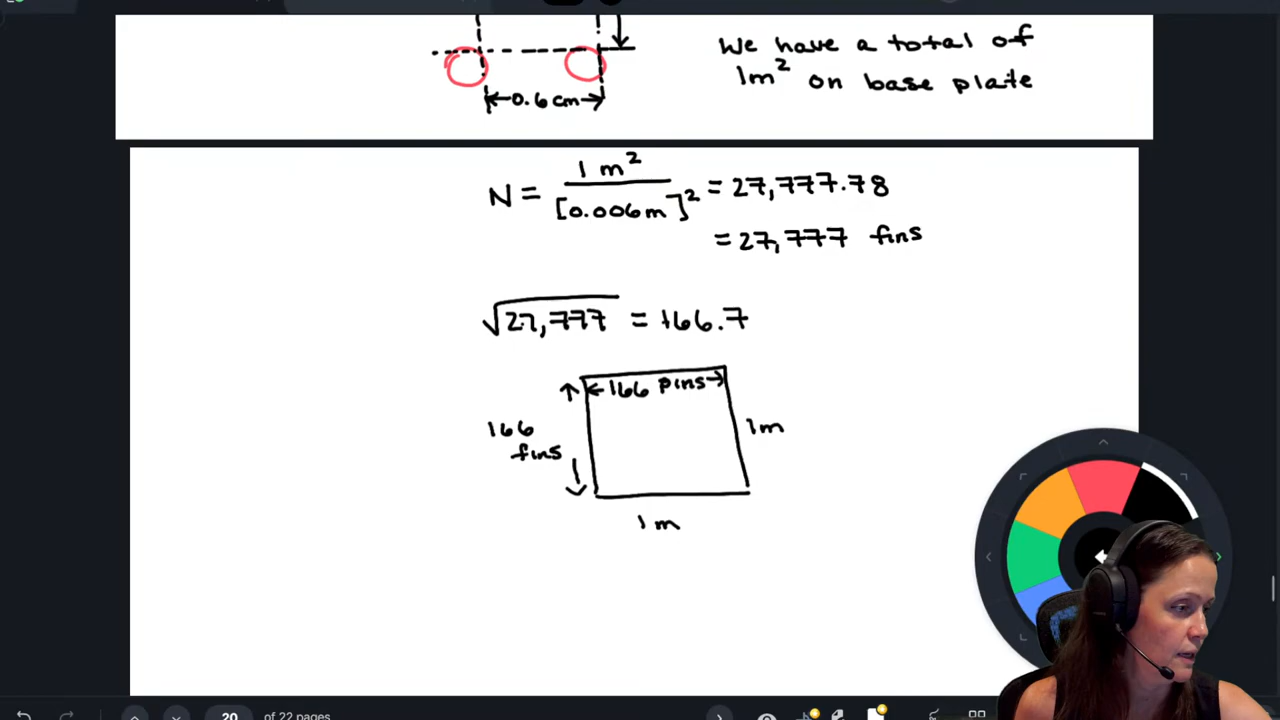 We have a total of
1m² on base plate
0.6 cm
N = 1 m² / [0.006m]² = 27,777.78
= 27,777 fins
√27,777 = 166.7
166 pins
166
fins
1m
1m
20 of 22 pages